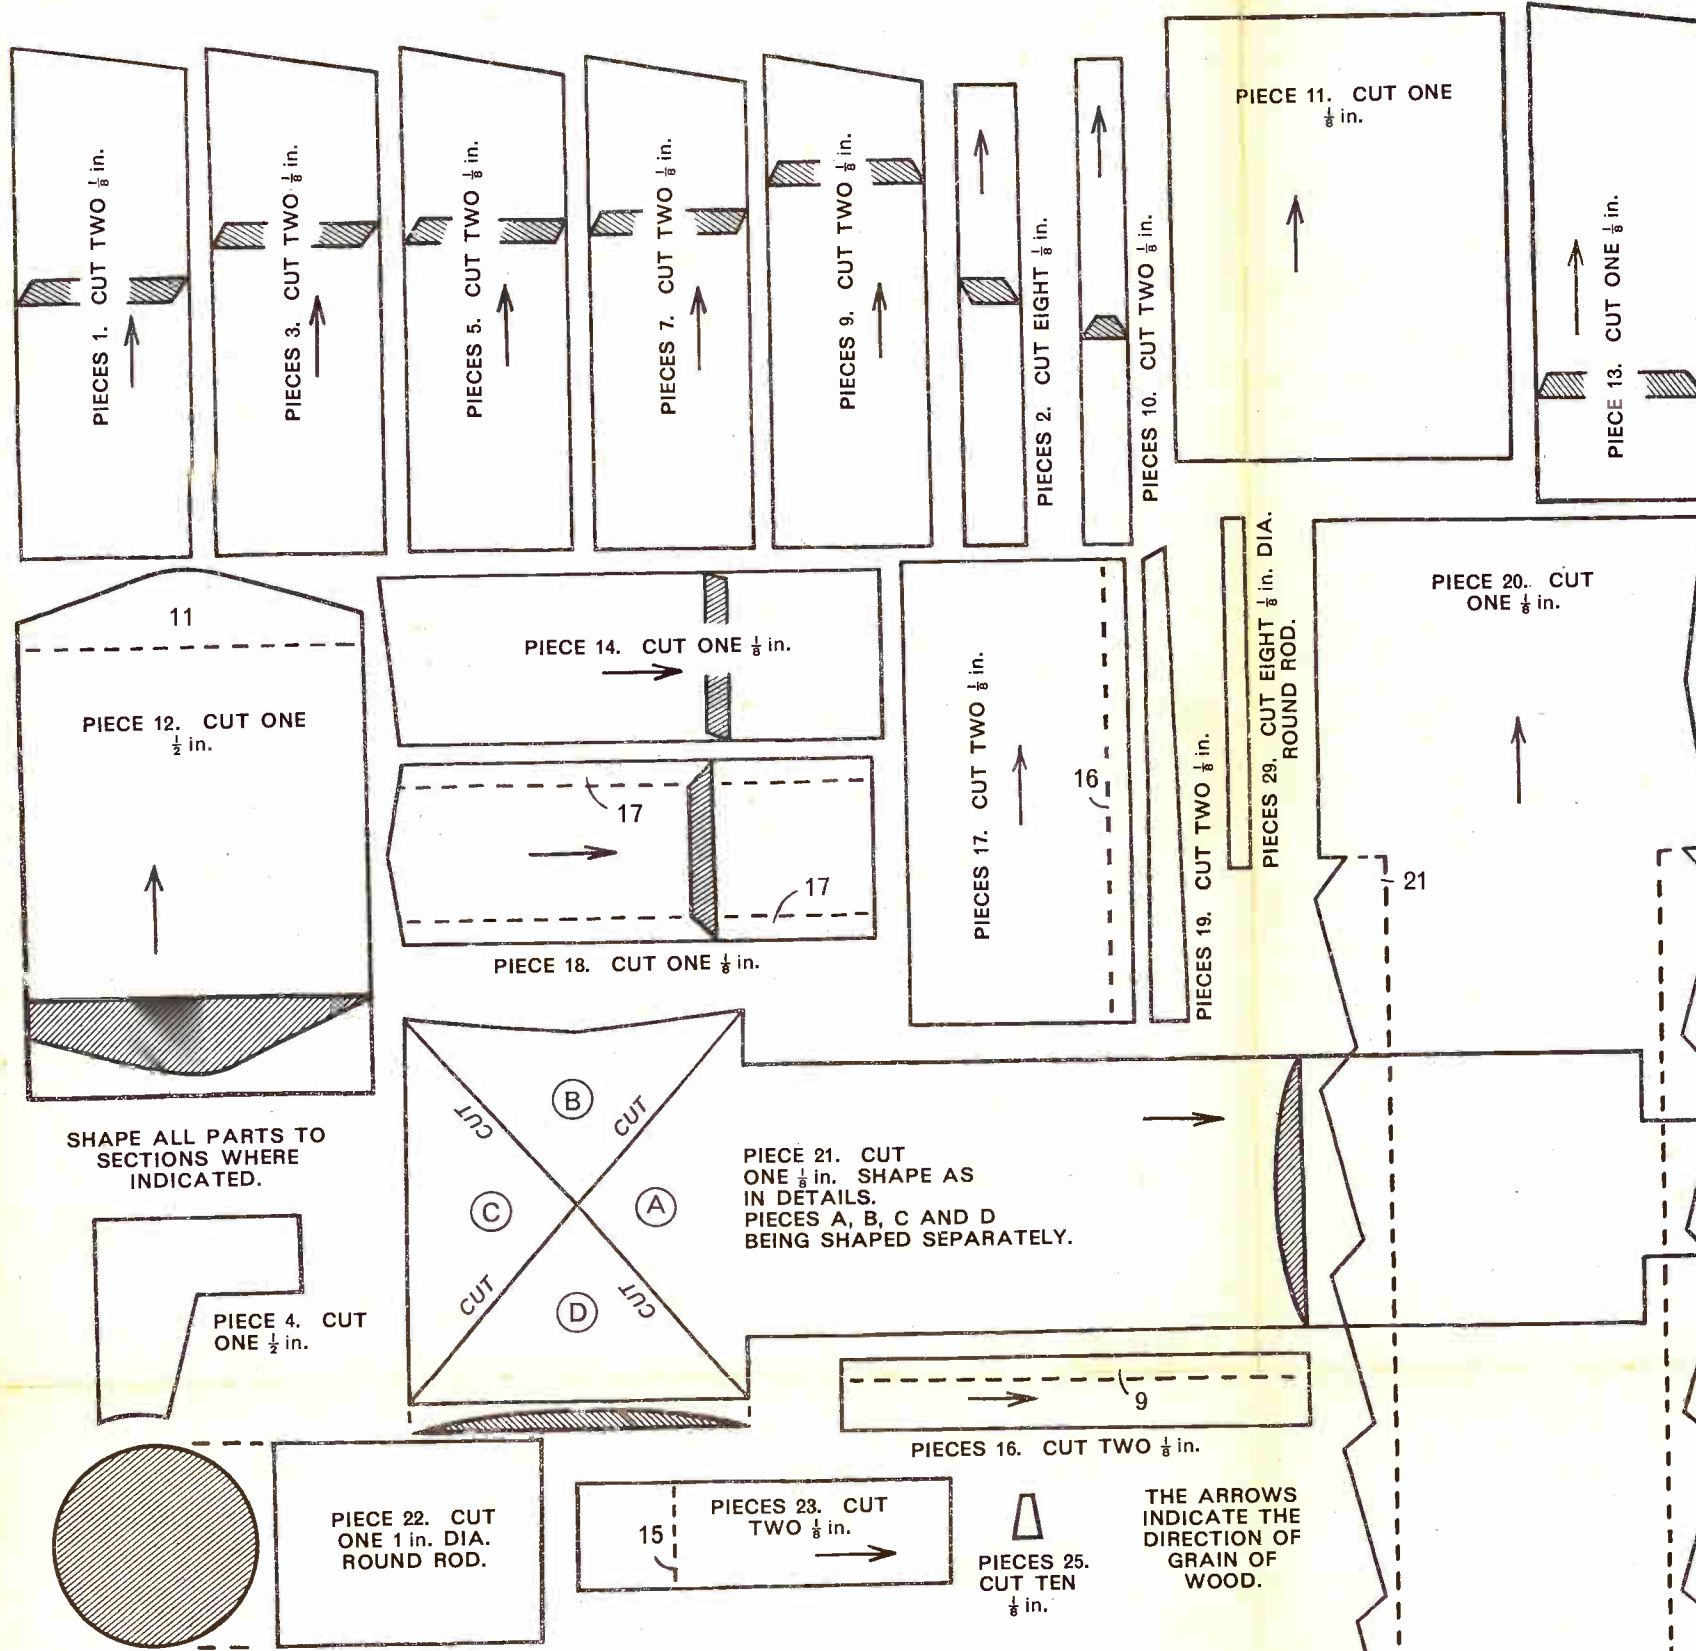 PIECES 1. CUT TWO 1/8 in.
PIECES 3. CUT TWO 1/8 in.
PIECES 5. CUT TWO 1/8 in.
PIECES 7. CUT TWO 1/8 in.
PIECES 9. CUT TWO 1/8 in.
PIECES 2. CUT EIGHT 1/8 in.
PIECES 10. CUT TWO 1/8 in.
PIECE 11. CUT ONE
1/8 in.
PIECE 13. CUT ONE 1/8 in.
11
PIECE 12. CUT ONE
1/2 in.
PIECE 14. CUT ONE 1/8 in.
17
17
PIECE 18. CUT ONE 1/8 in.
PIECES 17. CUT TWO 1/8 in.
16
PIECES 19. CUT TWO 1/8 in.
PIECES 29. CUT EIGHT 1/8 in. DIA.
ROUND ROD.
PIECE 20. CUT
ONE 1/8 in.
21
SHAPE ALL PARTS TO
SECTIONS WHERE
INDICATED.
B
CUT
CUT
C
A
CUT
CUT
D
PIECE 21. CUT
ONE 1/8 in. SHAPE AS
IN DETAILS.
PIECES A, B, C AND D
BEING SHAPED SEPARATELY.
PIECE 4. CUT
ONE 1/2 in.
9
PIECES 16. CUT TWO 1/8 in.
PIECE 22. CUT
ONE 1 in. DIA.
ROUND ROD.
15
PIECES 23. CUT
TWO 1/8 in.
PIECES 25.
CUT TEN
1/8 in.
THE ARROWS
INDICATE THE
DIRECTION OF
GRAIN OF
WOOD.